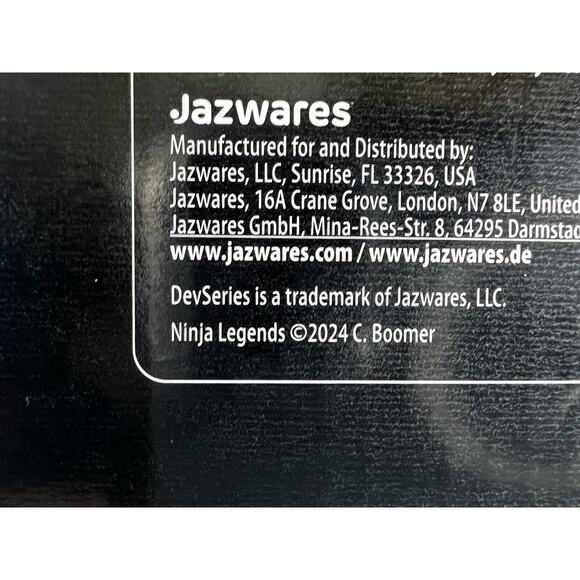 Jazwares
Manufactured for and Distributed by:
Jazwares, LLC, Sunrise, FL 33326, USA
Jazwares, 16A Crane Grove, London, N7 8LE, United
Jazwares GmbH, Mina-Rees-Str. 8, 64295 Darmstad
www.jazwares.com / www.jazwares.de
DevSeries is a trademark of Jazwares, LLC.
Ninja Legends ©2024 C. Boomer